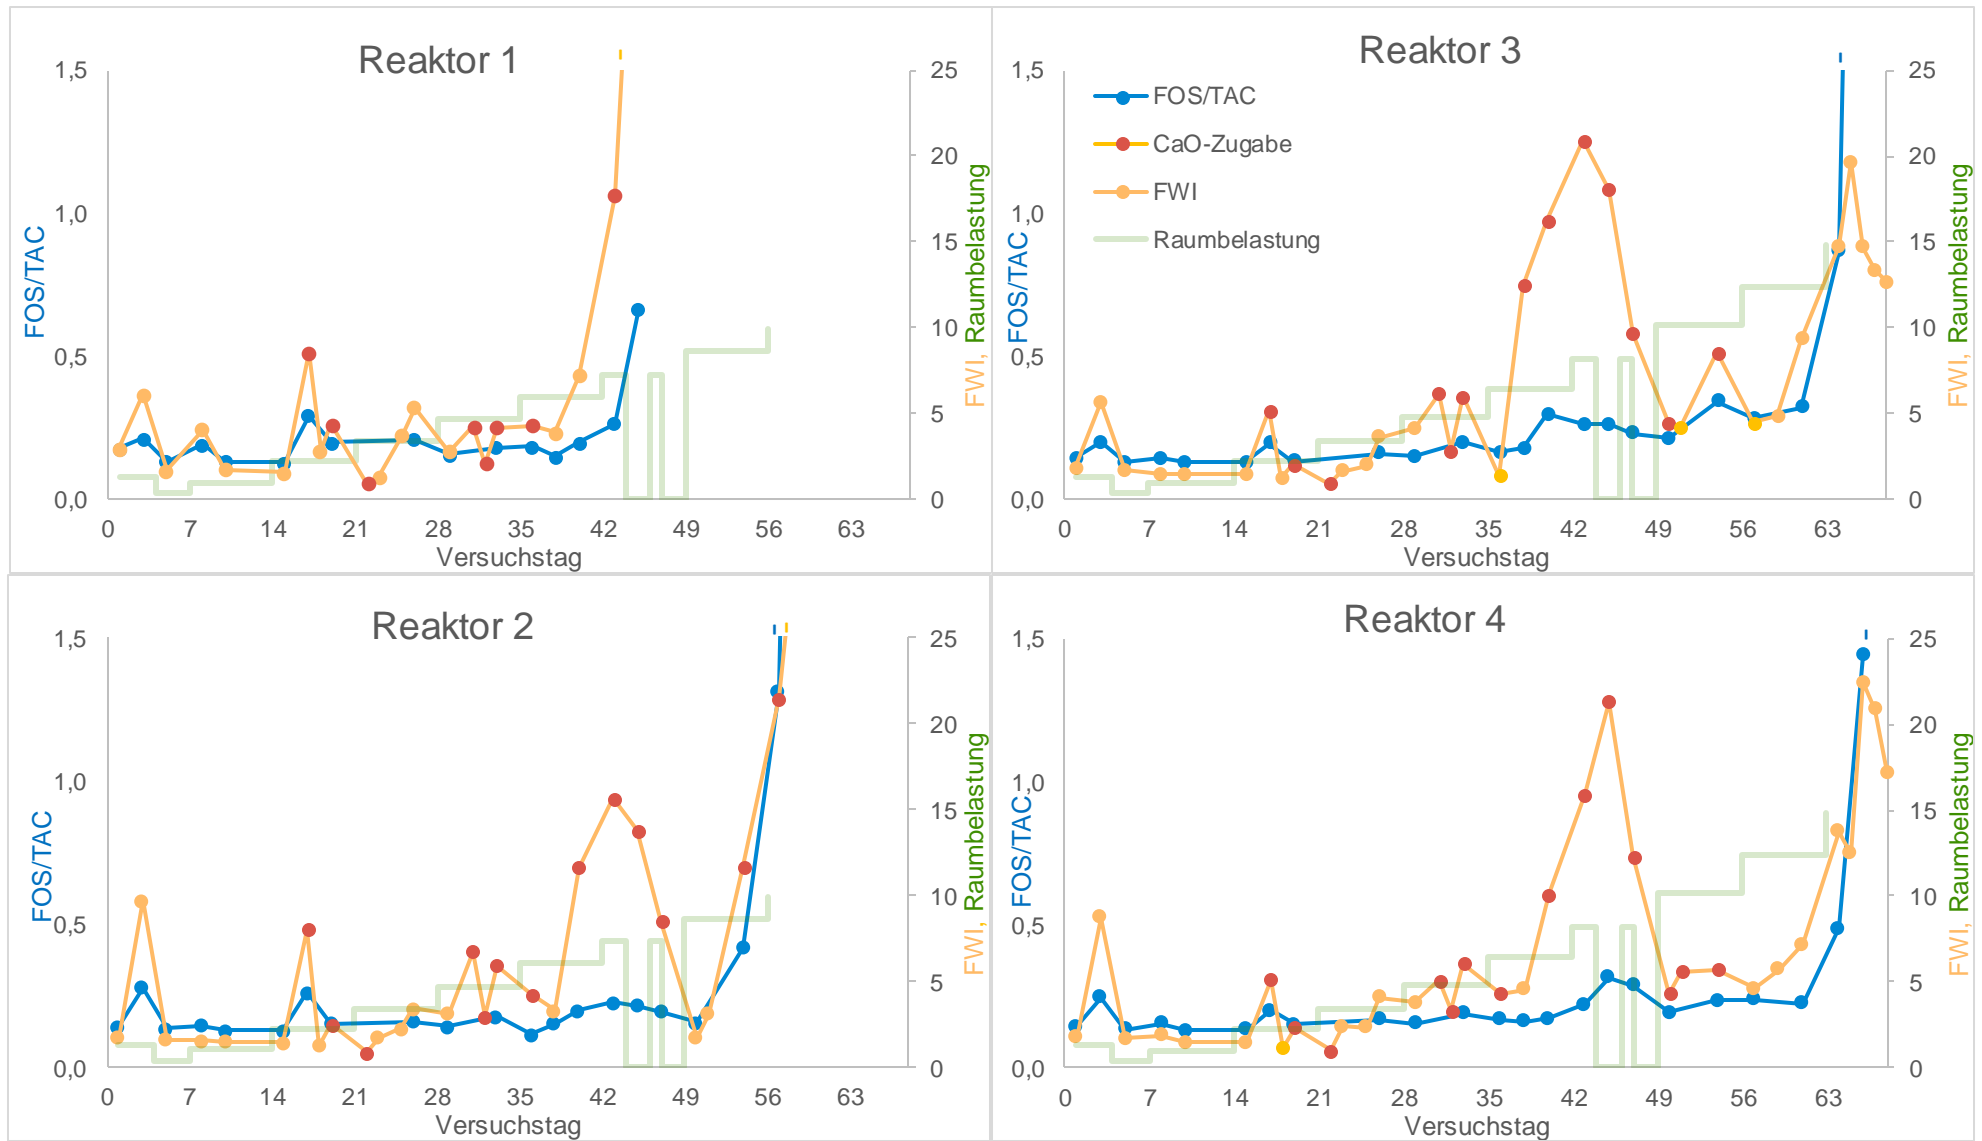 Reaktor 1
1,5
1,0
0,5
0,0
FOS/TAC
25
20
15
10
5
0
FWI, Raumbelastung
0 7 14 21 28 35 42 49 56 63
Versuchstag
Reaktor 3
1,5
1,0
0,5
0,0
FOS/TAC
FOS/TAC
CaO-Zugabe
FWI
Raumbelastung
25
20
15
10
5
0
FWI, Raumbelastung
0 7 14 21 28 35 42 49 56 63
Versuchstag
Reaktor 2
1,5
1,0
0,5
0,0
FOS/TAC
25
20
15
10
5
0
FWI, Raumbelastung
0 7 14 21 28 35 42 49 56 63
Versuchstag
Reaktor 4
1,5
1,0
0,5
0,0
FOS/TAC
25
20
15
10
5
0
FWI, Raumbelastung
0 7 14 21 28 35 42 49 56 63
Versuchstag